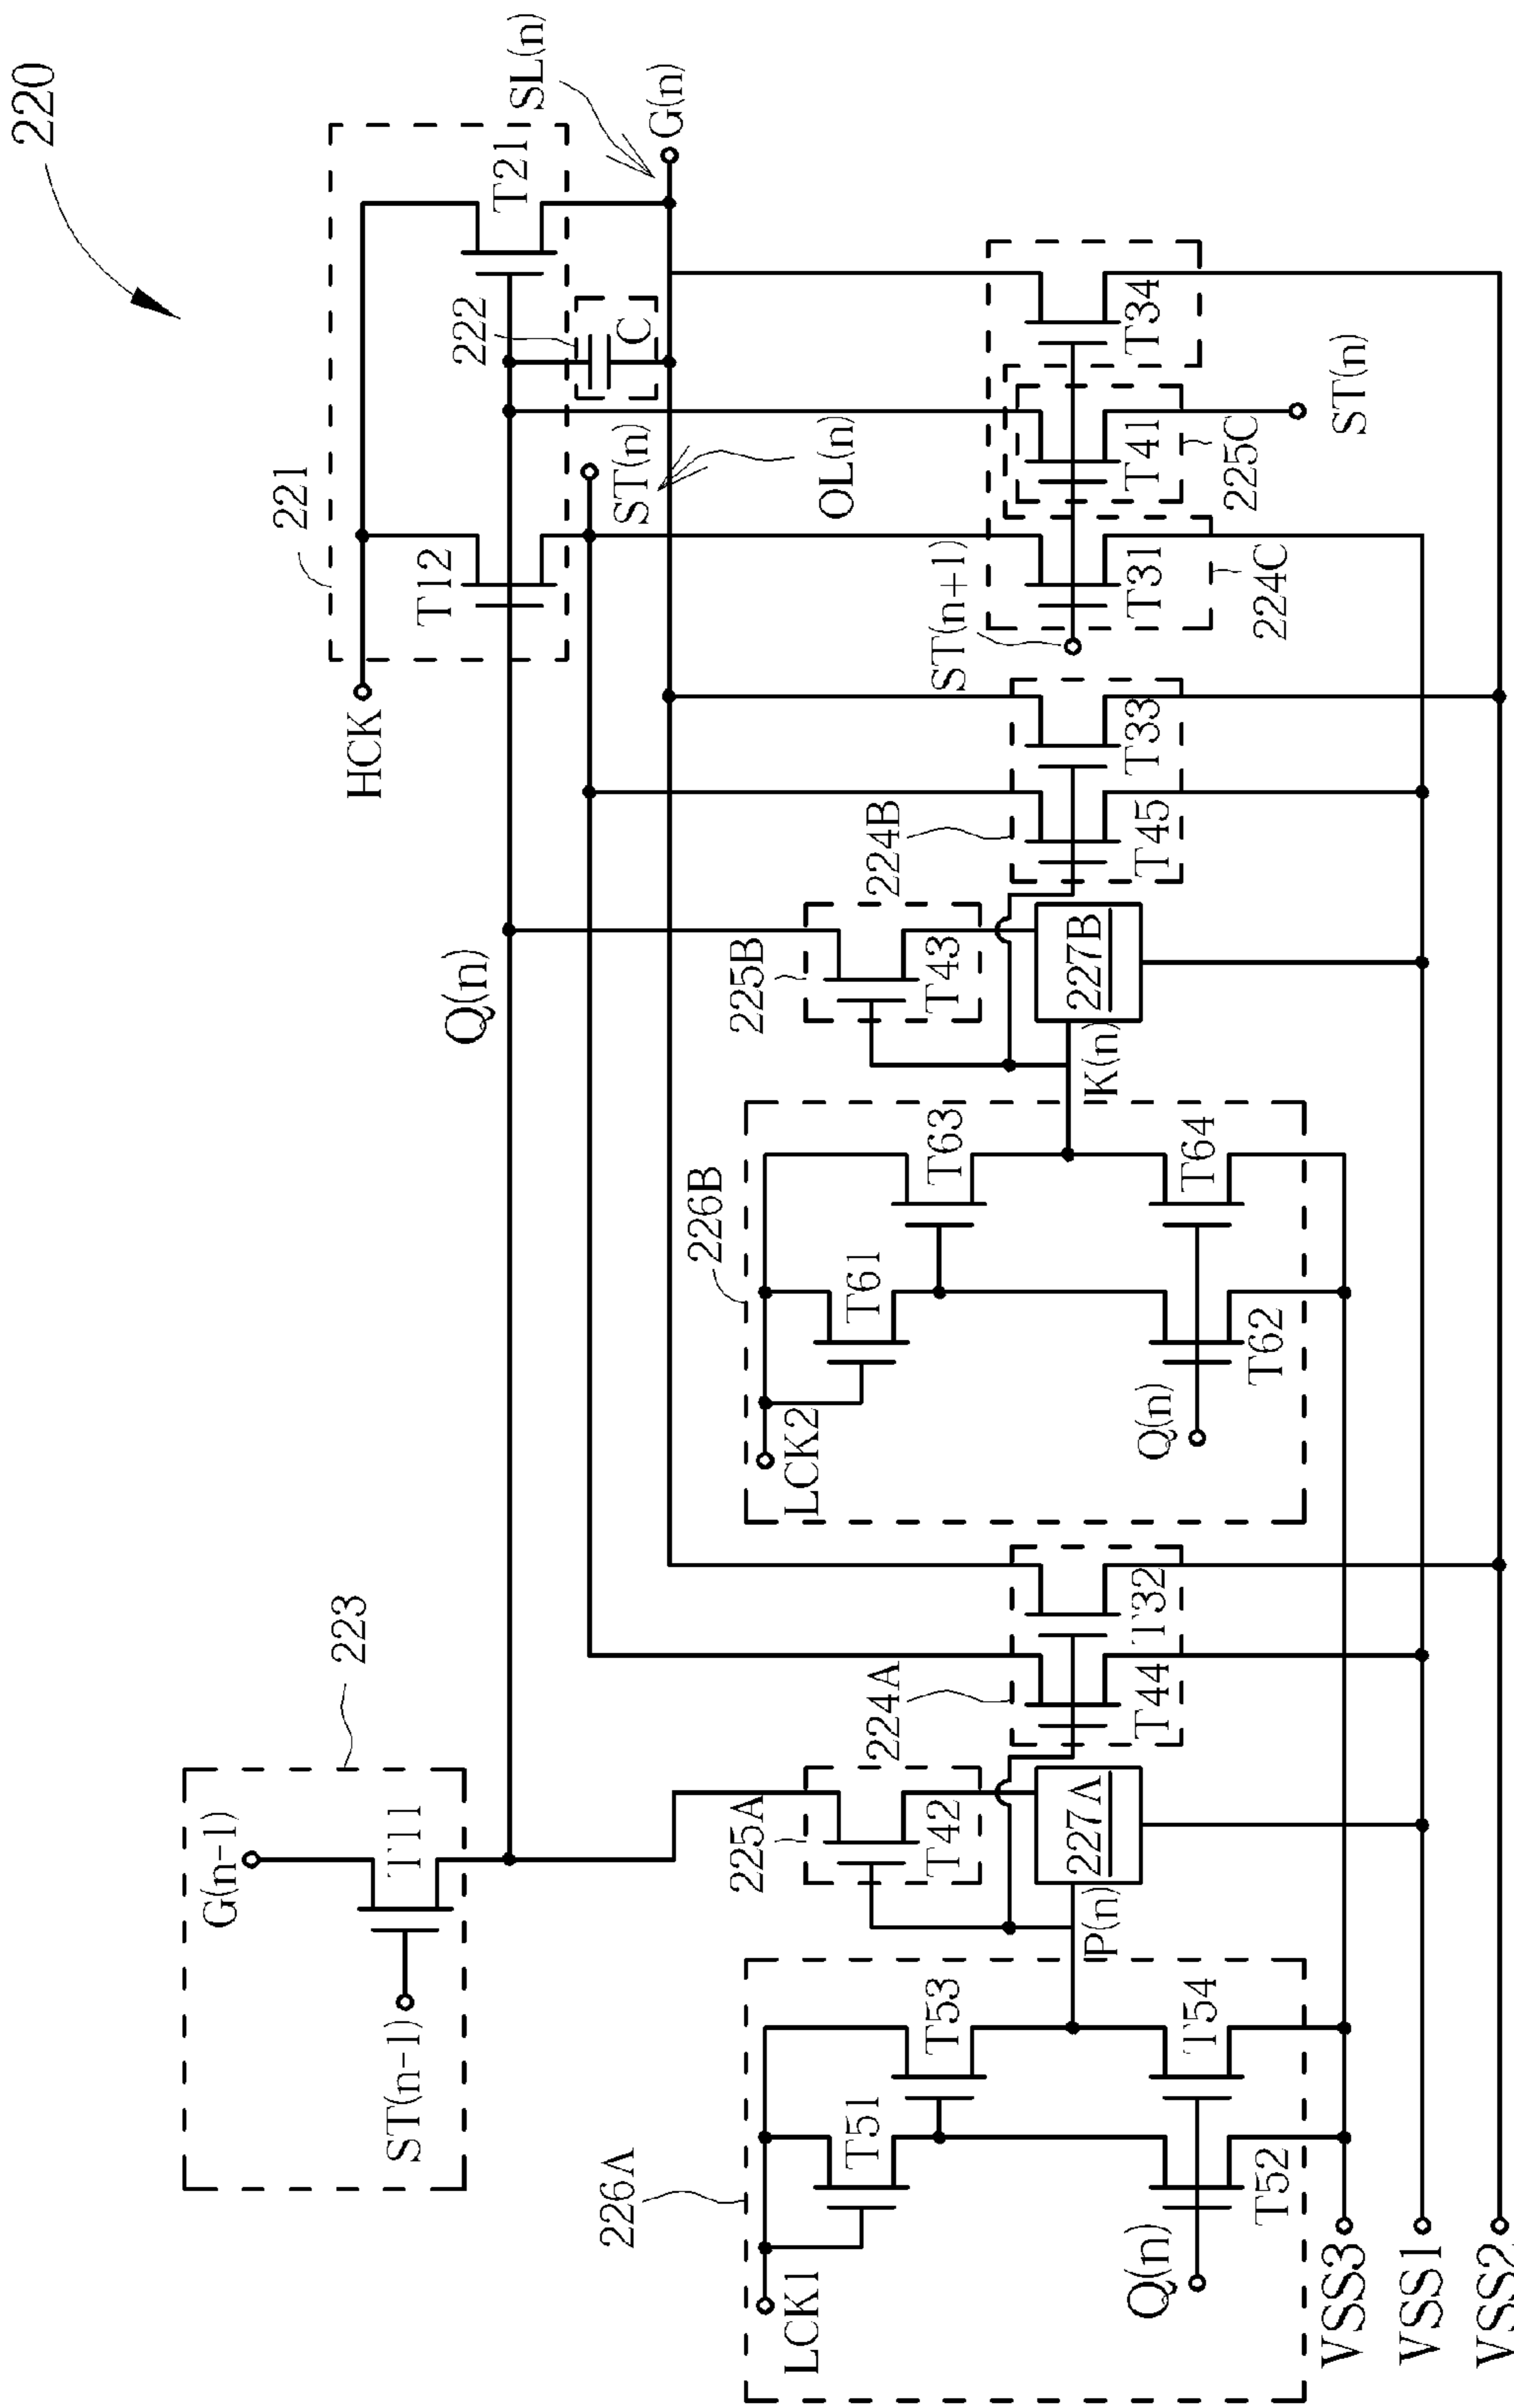 220
223
G(n-1)
T11
ST(n-1)
221
HCK
T12
T21
222
C
SL(n)
G(n)
Q(n)
ST(n)
OL(n)
226A
LCK1
T51
T53
Q(n)
T52
T54
P(n)
225A
T42
227A
224A
T44
T32
226B
LCK2
T61
T63
Q(n)
T62
T64
K(n)
225B
T43
227B
224B
T45
T33
ST(n+1)
T31
T41
T34
224C
225C
ST(n)
VSS3
VSS1
VSS2